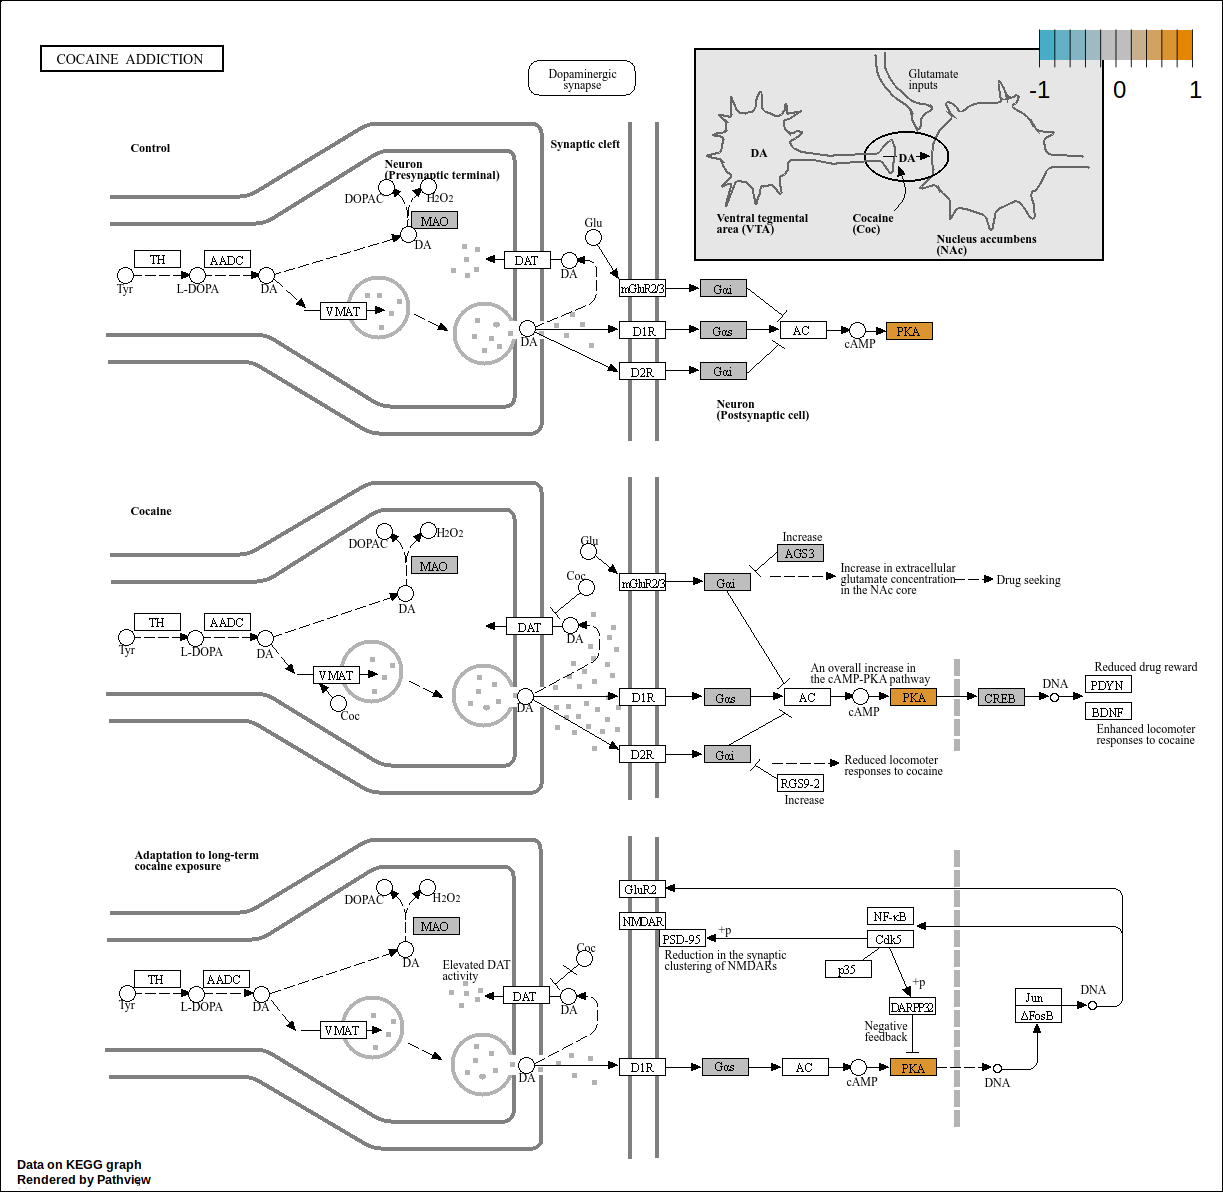 COCAINE ADDICTION
Dopaminergic
synapse
-1 0 1
Glutamate
inputs
DA
DA
Ventral tegmental
area (VTA)
Cocaine
(Coc)
Nucleus accumbens
(NAc)
Control
Synaptic cleft
Neuron
(Presynaptic terminal)
DOPAC
H2O2
MAO
DA
TH
AADC
Tyr
L-DOPA
DA
VMAT
DAT
DA
DA
Glu
mGluR2/3
Gαi
D1R
Gαs
AC
cAMP
PKA
D2R
Gαi
Neuron
(Postsynaptic cell)
Cocaine
DOPAC
H2O2
MAO
DA
TH
AADC
Tyr
L-DOPA
DA
VMAT
Coc
Glu
Coc
DAT
DA
DA
mGluR2/3
Gαi
Increase
AGS3
Increase in extracellular
glutamate concentration
in the NAc core
Drug seeking
An overall increase in
the cAMP-PKA pathway
D1R
Gαs
AC
cAMP
PKA
CREB
DNA
Reduced drug reward
PDYN
BDNF
Enhanced locomoter
responses to cocaine
D2R
Gαi
Reduced locomoter
responses to cocaine
RGS9-2
Increase
Adaptation to long-term
cocaine exposure
DOPAC
H2O2
MAO
DA
TH
AADC
Tyr
L-DOPA
DA
VMAT
Elevated DAT
activity
Coc
DAT
DA
DA
GluR2
NMDAR
PSD-95
+p
Reduction in the synaptic
clustering of NMDARs
NF-κB
Cdk5
p35
+p
DARPP32
Negative
feedback
D1R
Gαs
AC
cAMP
PKA
DNA
Jun
ΔFosB
DNA
Data on KEGG graph
Rendered by Pathview